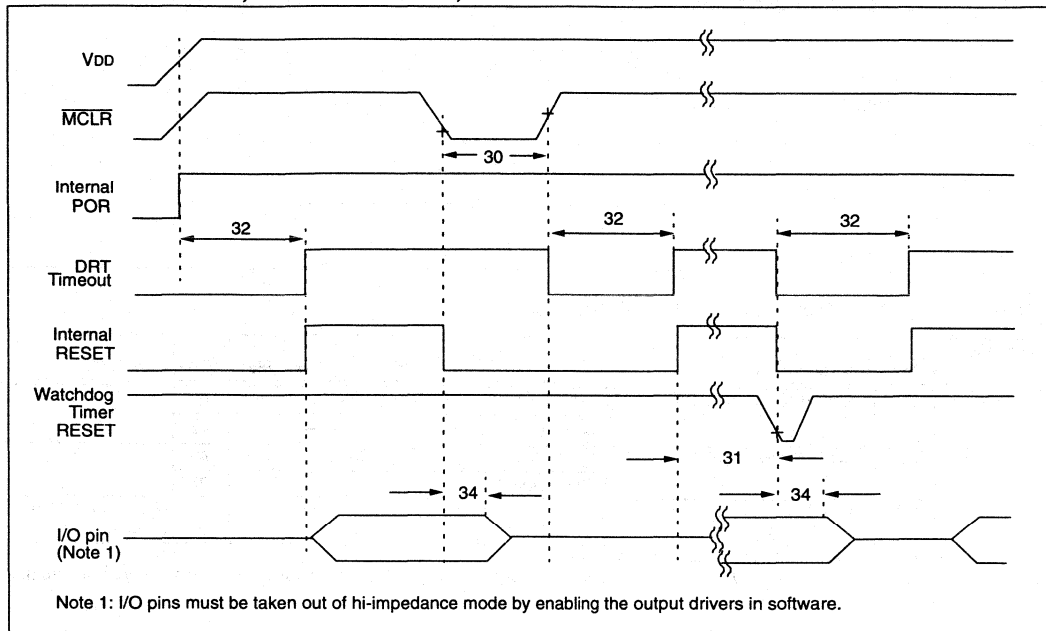 VDD
MCLR
30
Internal
POR
32
32
32
DRT
Timeout
Internal
RESET
Watchdog
Timer
RESET
31
34
34
I/O pin
(Note 1)
Note 1: I/O pins must be taken out of hi-impedance mode by enabling the output drivers in software.